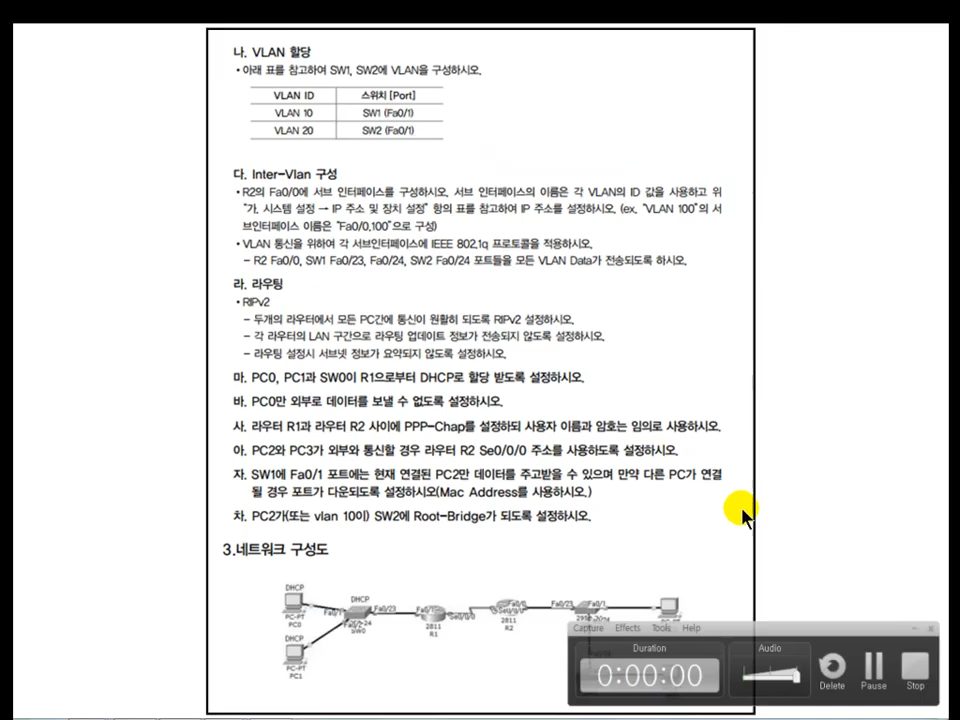 나. VLAN 할당
• 아래 표를 참고하여 SW1, SW2에 VLAN을 구성하시오.
VLAN ID 스위치 [Port]
VLAN 10 SW1 (Fa0/1)
VLAN 20 SW2 (Fa0/1)
다. Inter-Vlan 구성
• R2의 Fa0/0에 서브 인터페이스를 구성하시오. 서브 인터페이스의 이름은 각 VLAN의 ID 값을 사용하고 위
"가. 시스템 설정 → IP 주소 및 장치 설정" 항의 표를 참고하여 IP 주소를 설정하시오. (ex. "VLAN 100"의 서
브인터페이스 이름은 "Fa0/0.100"으로 구성)
• VLAN 통신을 위하여 각 서브인터페이스에 IEEE 802.1q 프로토콜을 적용하시오.
- R2 Fa0/0, SW1 Fa0/23, Fa0/24, SW2 Fa0/24 포트들을 모든 VLAN Data가 전송되도록 하시오.
라. 라우팅
• RIPv2
- 두개의 라우터에서 모든 PC간에 통신이 원활히 되도록 RIPv2 설정하시오.
- 각 라우터의 LAN 구간으로 라우팅 업데이트 정보가 전송되지 않도록 설정하시오.
- 라우팅 설정시 서브넷 정보가 요약되지 않도록 설정하시오.
마. PC0, PC1과 SW0이 R1으로부터 DHCP로 할당 받도록 설정하시오.
바. PC0만 외부로 데이터를 보낼 수 없도록 설정하시오.
사. 라우터 R1과 라우터 R2 사이에 PPP-Chap를 설정하되 사용자 이름과 암호는 임의로 사용하시오.
아. PC2와 PC3가 외부와 통신할 경우 라우터 R2 Se0/0/0 주소를 사용하도록 설정하시오.
자. SW1에 Fa0/1 포트에는 현재 연결된 PC2만 데이터를 주고받을 수 있으며 만약 다른 PC가 연결
될 경우 포트가 다운되도록 설정하시오(Mac Address를 사용하시오.)
차. PC2가(또는 vlan 10이) SW2에 Root-Bridge가 되도록 설정하시오.
3.네트워크 구성도
DHCP
PC-PT
PC0
DHCP
PC-PT
PC1
Fa0/1
Fa0/2
DHCP
SW0
Fa0/23
Fa0/1
2811
R1
Se0/0/0
Se0/0/0
Fa0/0
2811
R2
Fa0/23
Fa0/1
Capture Effects Tools Help
Duration
0:00:00
Audio
Delete Pause Stop